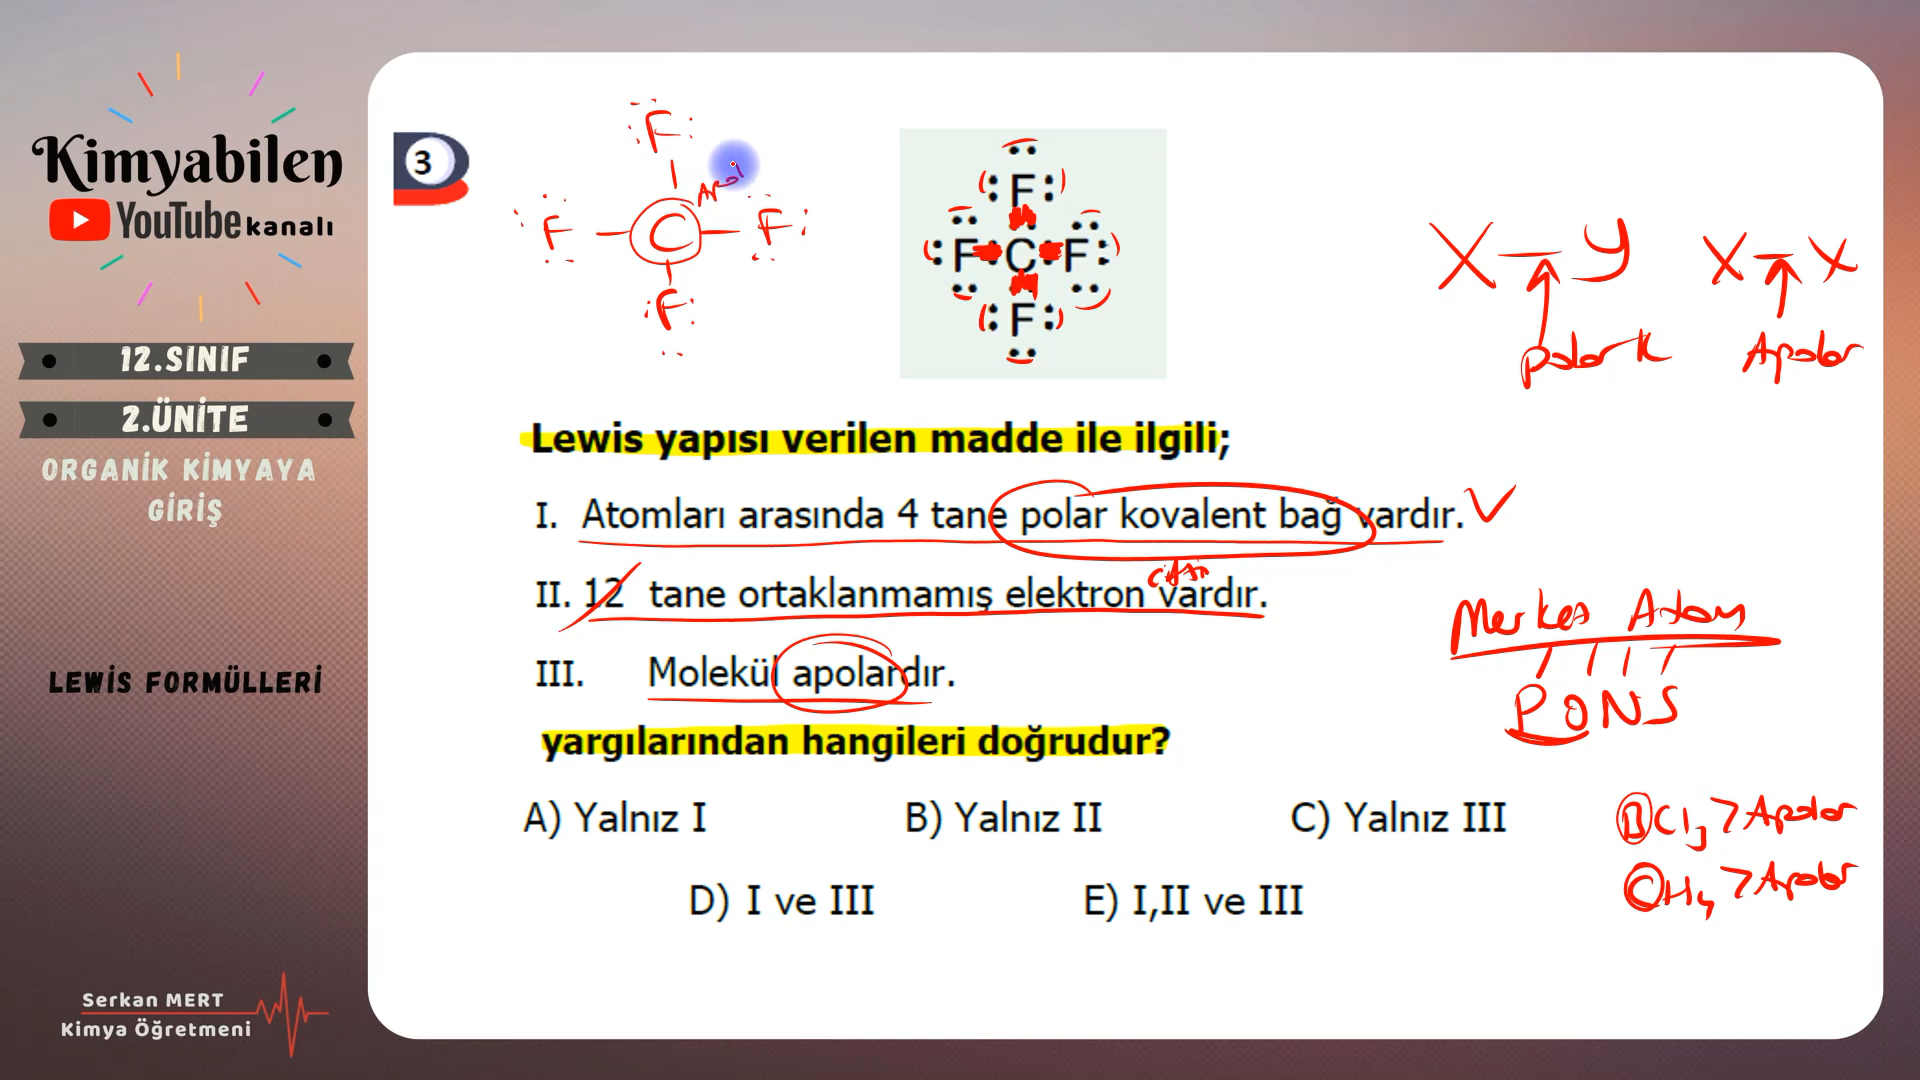 Kimyabilen
YouTube kanalı
12.SINIF
2.ÜNİTE
ORGANİK KİMYAYA
GİRİŞ
LEWİS FORMÜLLERİ
Serkan MERT
Kimya Öğretmeni
3
F
F C F
F
Apol
F
F C F
F
X - Y X - X
polar k Apolar
Lewis yapısı verilen madde ile ilgili;
I. Atomları arasında 4 tane polar kovalent bağ vardır.
çifti
II. 12 tane ortaklanmamış elektron vardır.
III. Molekül apolardır.
yargılarından hangileri doğrudur?
A) Yalnız I B) Yalnız II C) Yalnız III
D) I ve III E) I,II ve III
Merkez Atom
PONS
BCl3 > Apolar
CH4 > Apolar